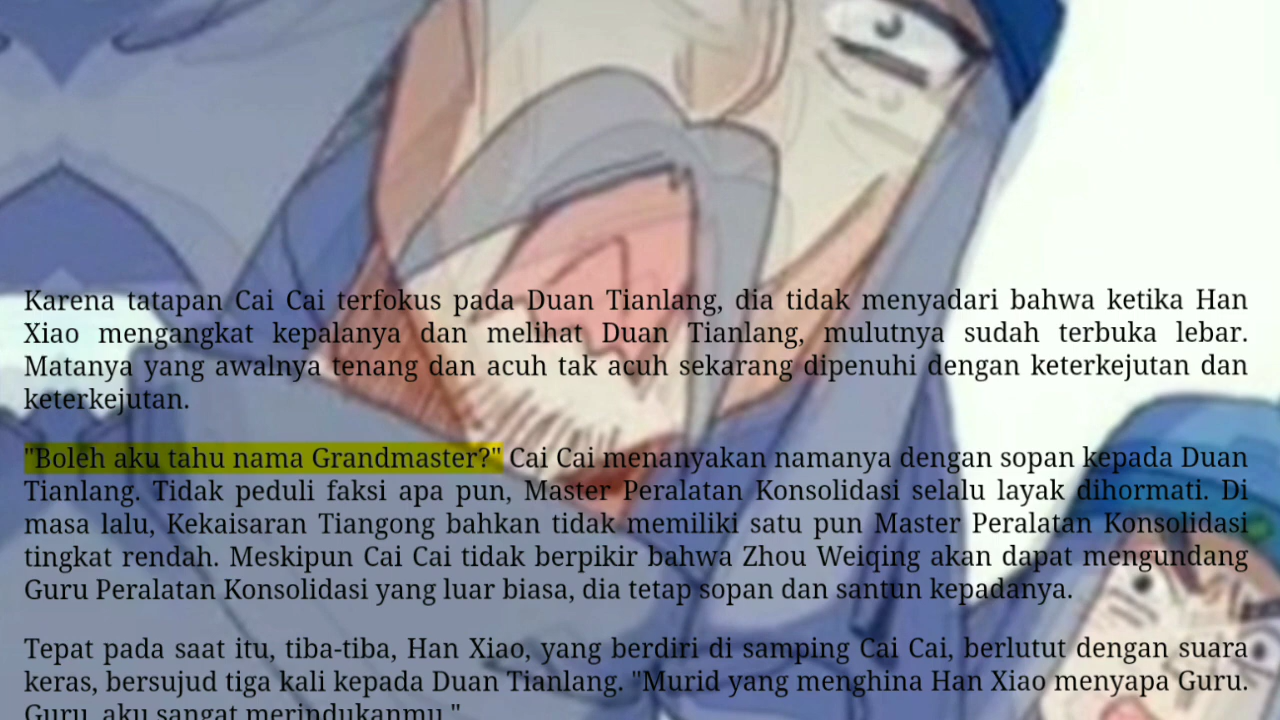 Karena tatapan Cai Cai terfokus pada Duan Tianlang, dia tidak menyadari bahwa ketika Han
Xiao mengangkat kepalanya dan melihat Duan Tianlang, mulutnya sudah terbuka lebar.
Matanya yang awalnya tenang dan acuh tak acuh sekarang dipenuhi dengan keterkejutan dan
keterkejutan.
"Boleh aku tahu nama Grandmaster?" Cai Cai menanyakan namanya dengan sopan kepada Duan
Tianlang. Tidak peduli faksi apa pun, Master Peralatan Konsolidasi selalu layak dihormati. Di
masa lalu, Kekaisaran Tiangong bahkan tidak memiliki satu pun Master Peralatan Konsolidasi
tingkat rendah. Meskipun Cai Cai tidak berpikir bahwa Zhou Weiqing akan dapat mengundang
Guru Peralatan Konsolidasi yang luar biasa, dia tetap sopan dan santun kepadanya.
Tepat pada saat itu, tiba-tiba, Han Xiao, yang berdiri di samping Cai Cai, berlutut dengan suara
keras, bersujud tiga kali kepada Duan Tianlang. "Murid yang menghina Han Xiao menyapa Guru.
Guru, aku sangat merindukanmu."